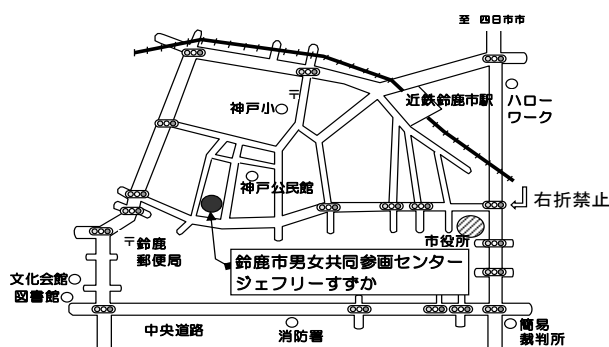 至 四日市市
近鉄鈴鹿市駅
ハロー
ワーク
〒
神戸小
神戸公民館
右折禁止
市役所
〒鈴鹿
郵便局
鈴鹿市男女共同参画センター
ジェフリーすずか
文化会館
図書館
中央道路
消防署
簡易
裁判所